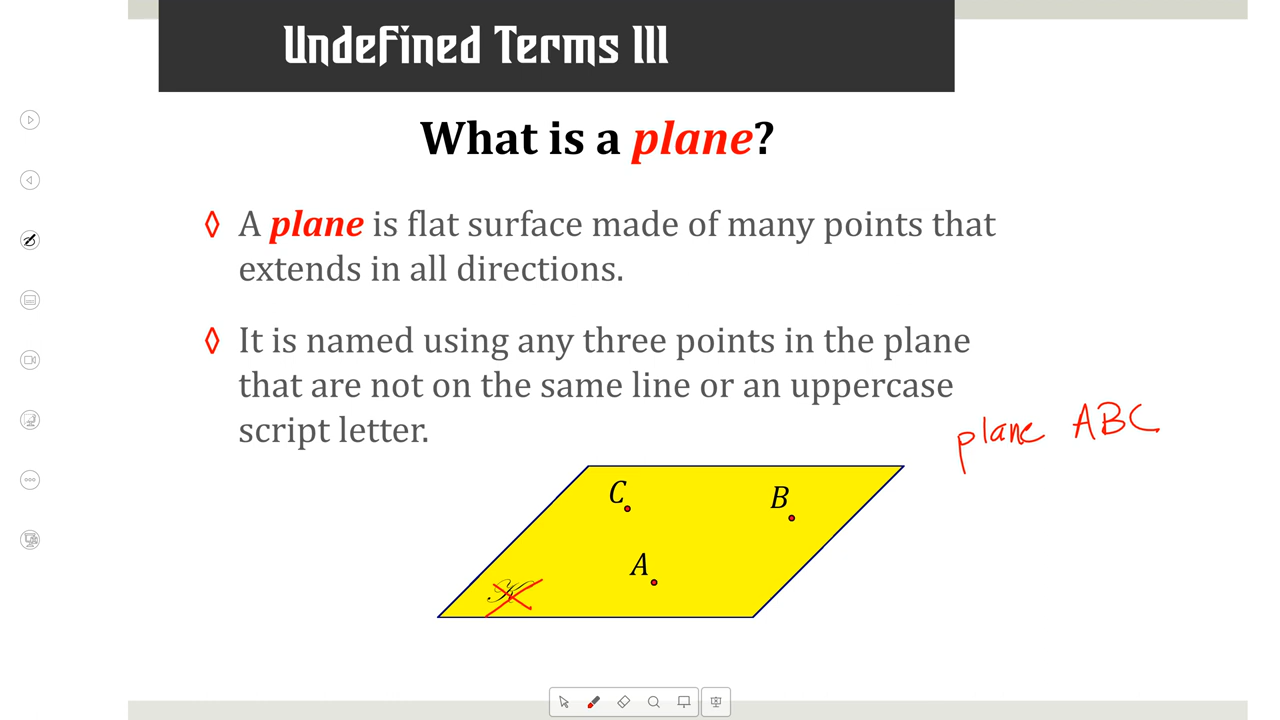 Undefined Terms III
What is a plane?
◊ A plane is flat surface made of many points that
extends in all directions.
◊ It is named using any three points in the plane
that are not on the same line or an uppercase
script letter.
plane ABC
C
B
A